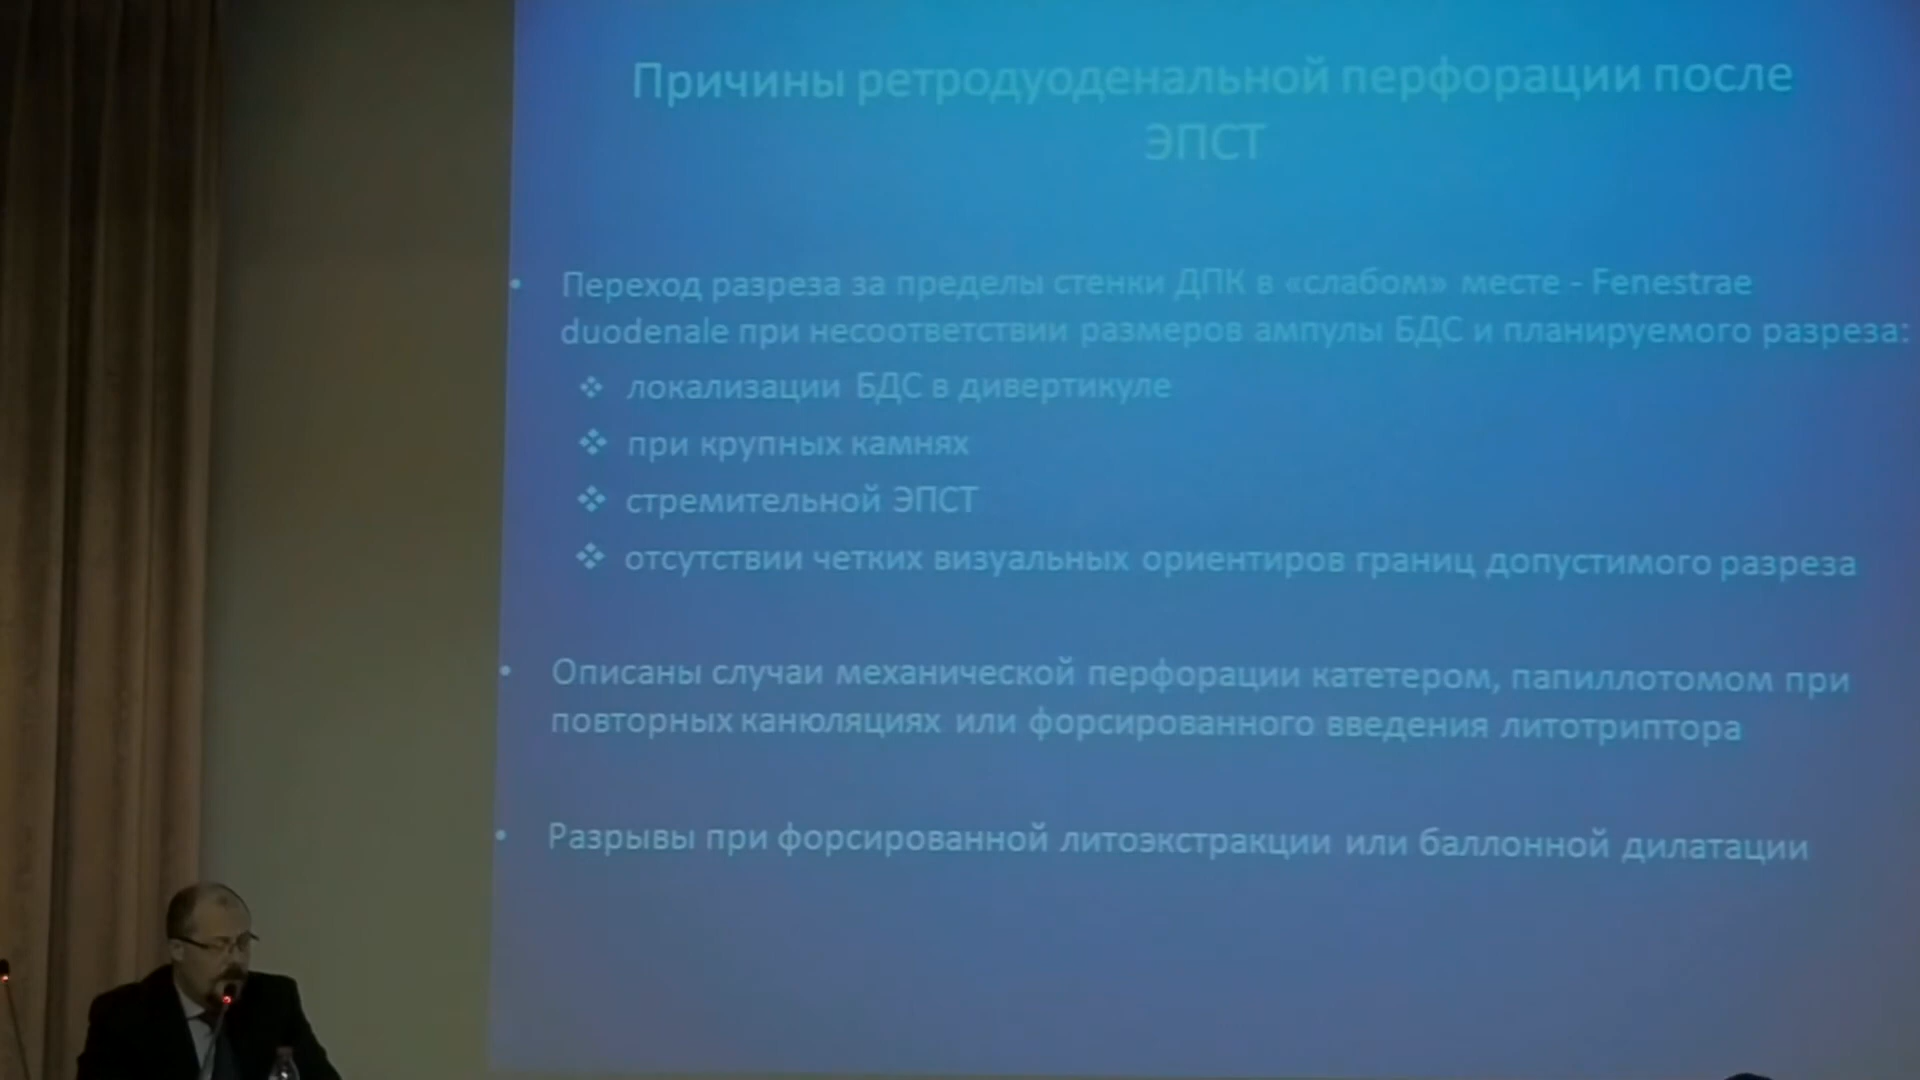 Причины ретродуоденальной перфорации после
ЭПСТ
• Переход разреза за пределы стенки ДПК в «слабом» месте - Fenestrae
duodenale при несоответствии размеров ампулы БДС и планируемого разреза:
❖ локализации БДС в дивертикуле
❖ при крупных камнях
❖ стремительной ЭПСТ
❖ отсутствии четких визуальных ориентиров границ допустимого разреза
• Описаны случаи механической перфорации катетером, папиллотомом при
повторных канюляциях или форсированного введения литотриптора
• Разрывы при форсированной литоэкстракции или баллонной дилатации